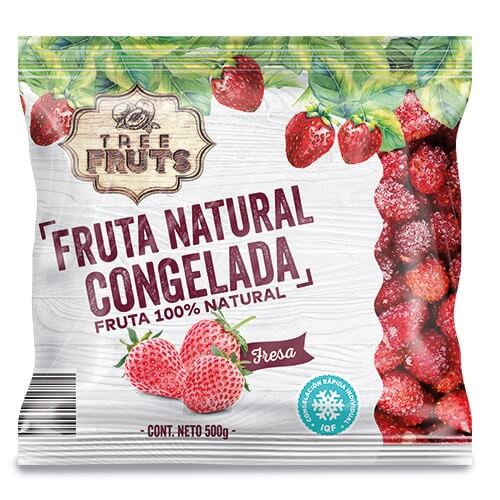 TREE
FRUTS
FRUTA NATURAL
CONGELADA
FRUTA 100% NATURAL
Fresa
CONGELACIÓN RÁPIDA INDIVIDUAL
IQF
- CONT. NETO 500g -